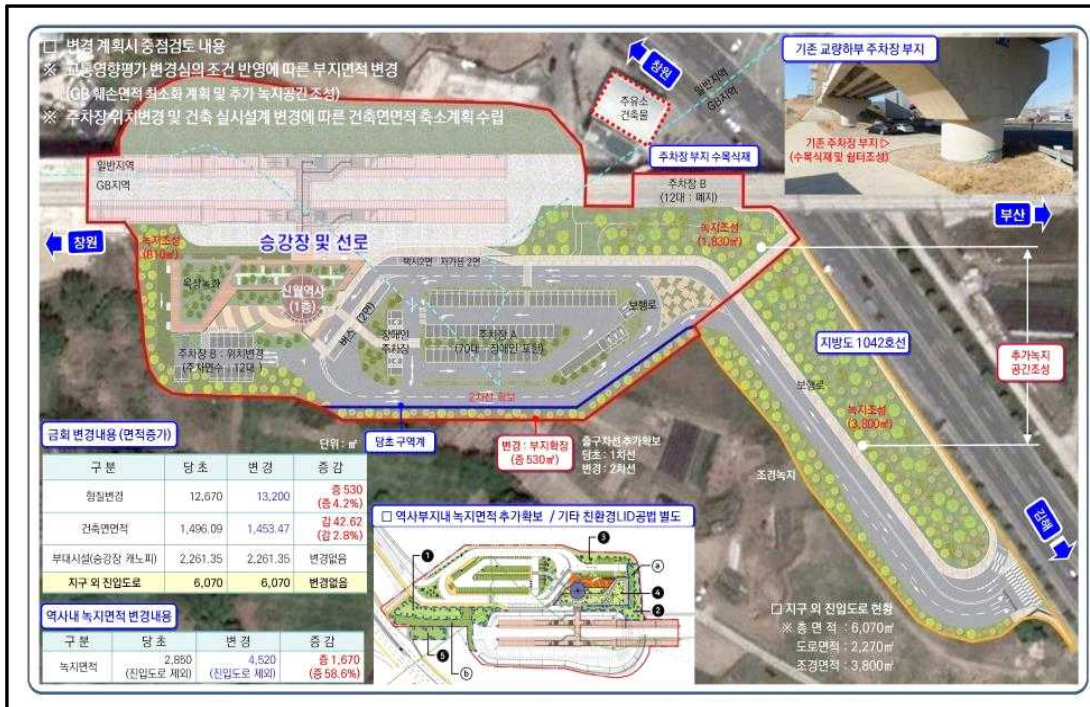 □ 변경 계획시 중점검토 내용
※ 교통영향평가 변경심의 조건 반영에 따른 부지면적 변경
(GB 훼손면적 최소화 계획 및 추가 녹지공간 조성)
※ 주차장 위치변경 및 건축 실시설계 변경에 따른 건축연면적 축소계획 수립
창원
일반지역
GB지역
주유소
건축물
주차장 부지 수목식재
기존 교량하부 주차장 부지
기존 주차장 부지 ▷
(수목식재 및 쉼터조성)
부산
일반지역
GB지역
주차장 B
(12대 : 폐지)
창원
승강장 및 선로
녹지조성
(810㎡)
녹지조성
(1,830㎡)
옥상녹화
신월역사
(1층)
택시2면
버스 (2면)
장애인
주차장
주차장 A
(70대 : 장애인 포함)
보행로
주차장 B : 위치변경
(주차면수 : 12대)
2차선 확보
지방도 1042호선
추가녹지
공간조성
보행로
녹지조성
(3,800㎡)
조경녹지
김해
당초 구역계
변경 : 부지확장
(증 530㎡)
출구차선 추가확보
당초 : 1차선
변경 : 2차선
금회 변경내용 (면적증가)
단위 : ㎡
구 분 당 초 변 경 증 감
형질변경 12,670 13,200 증 530
(증 4.2%)
건축연면적 1,496.09 1,453.47 감 42.62
(감 2.8%)
부대시설(승강장 캐노피) 2,261.35 2,261.35 변경없음
지구 외 진입도로 6,070 6,070 변경없음
역사내 녹지면적 변경내용
구 분 당 초 변 경 증 감
녹지면적 2,850
(진입도로 제외) 4,520
(진입도로 제외) 증 1,670
(증 58.6%)
□ 역사부지내 녹지면적 추가확보 / 기타 친환경LID공법 별도
1
3
a
4
2
5
b
□ 지구 외 진입도로 현황
※ 총 면 적 : 6,070㎡
도로면적 : 2,270㎡
조경면적 : 3,800㎡